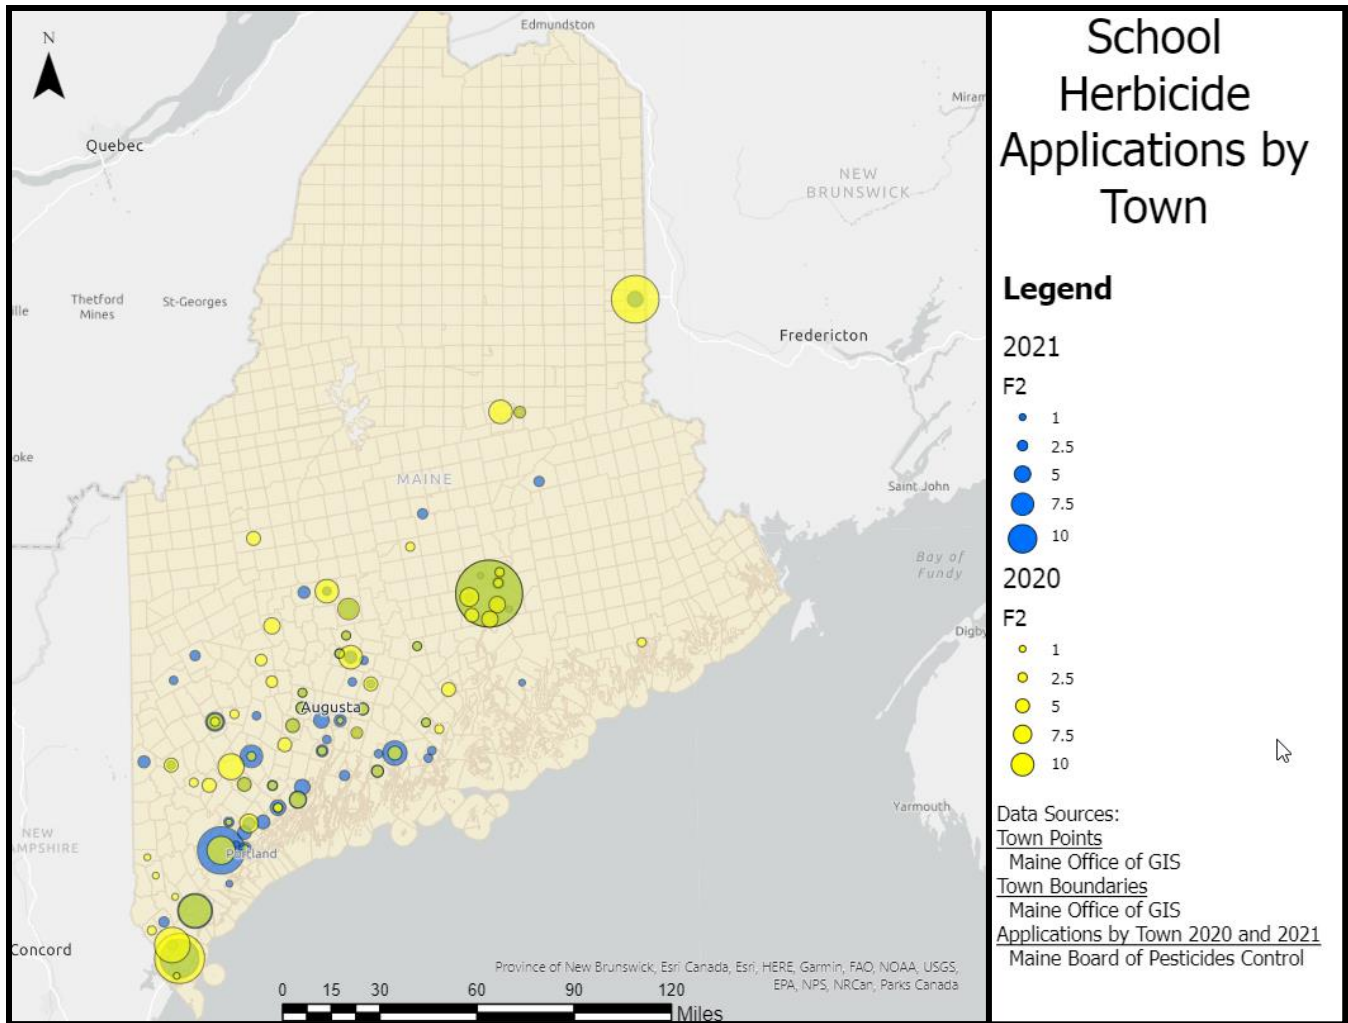 School
Herbicide
Applications by
Town
Legend
2021
F2
1
2.5
5
7.5
10
2020
F2
1
2.5
5
7.5
10
Data Sources:
Town Points
Maine Office of GIS
Town Boundaries
Maine Office of GIS
Applications by Town 2020 and 2021
Maine Board of Pesticides Control
N
Edmundston
Miram
Quebec
NEW
BRUNSWICK
ille
Thetford
Mines
St-Georges
Fredericton
oke
MAINE
Saint John
Bay of
Fundy
Digby
Augusta
Yarmouth
NEW
AMPSHIRE
Portland
Concord
Province of New Brunswick, Esri Canada, Esri, HERE, Garmin, FAO, NOAA, USGS,
EPA, NPS, NRCan, Parks Canada
0 15 30 60 90 120
Miles